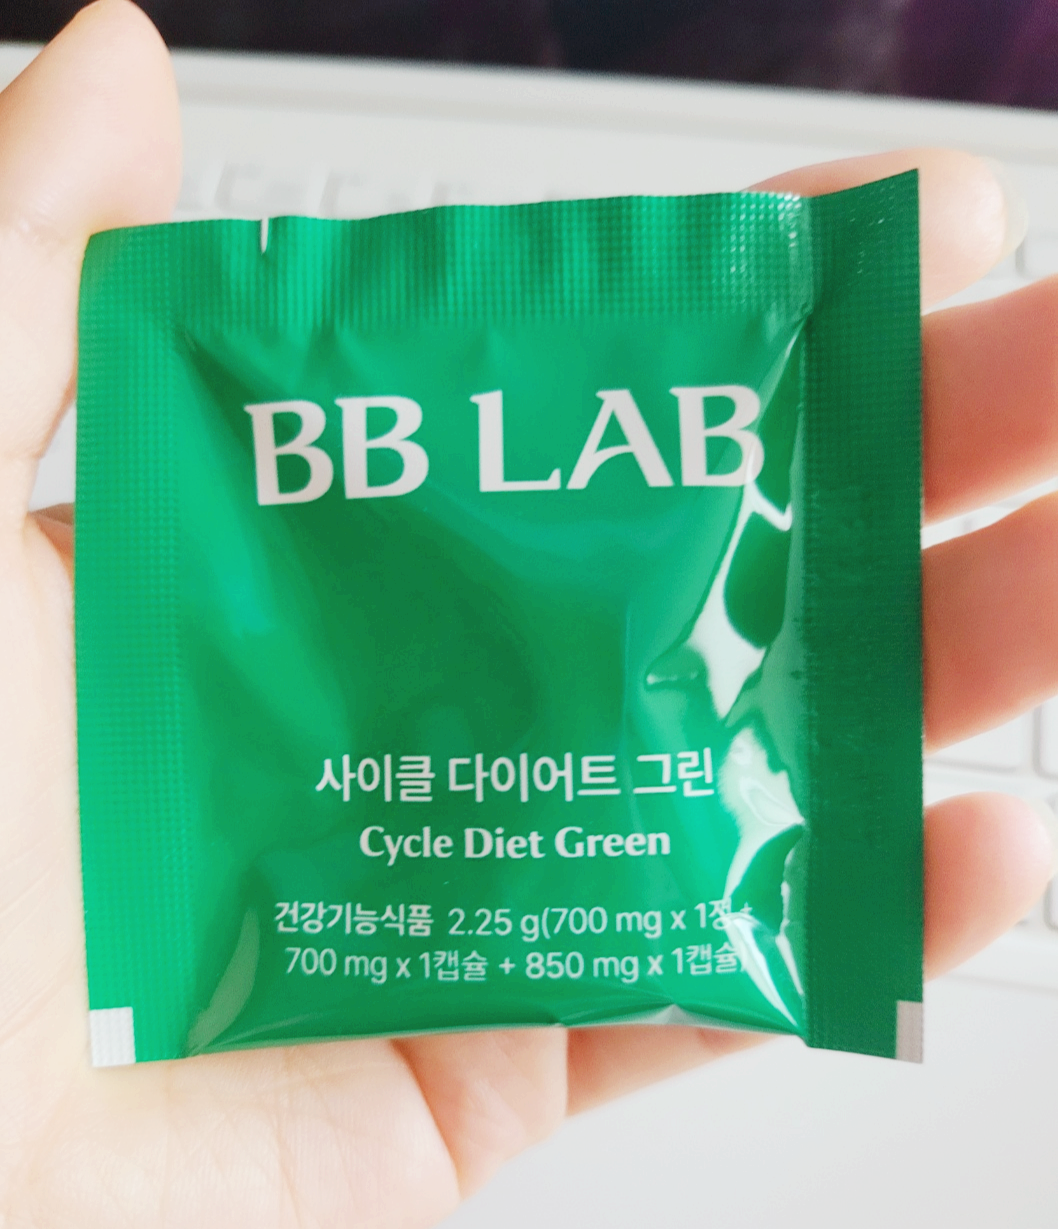 BB LAB
사이클 다이어트 그린
Cycle Diet Green
건강기능식품 2.25 g(700 mg x 1정 +
700 mg x 1캡슐 + 850 mg x 1캡슐)